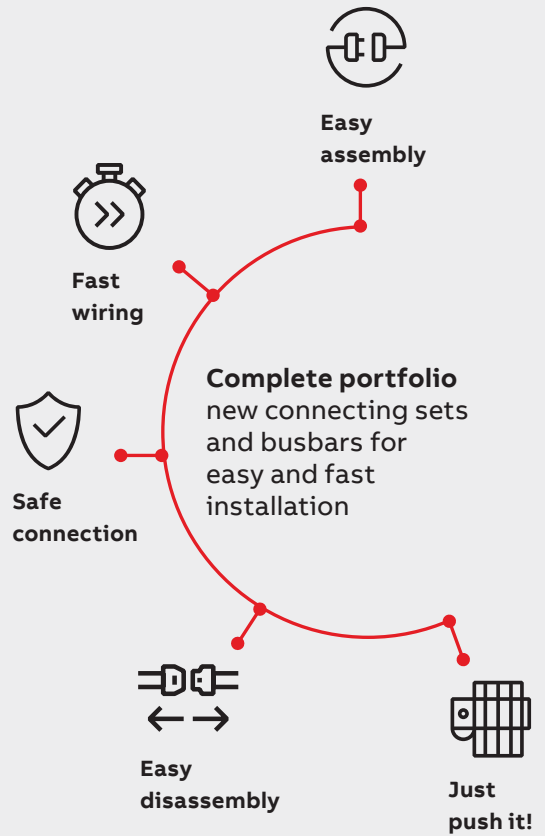 Easy
assembly
Fast
wiring
Complete portfolio
new connecting sets
and busbars for
easy and fast
installation
Safe
connection
Easy
disassembly
Just
push it!